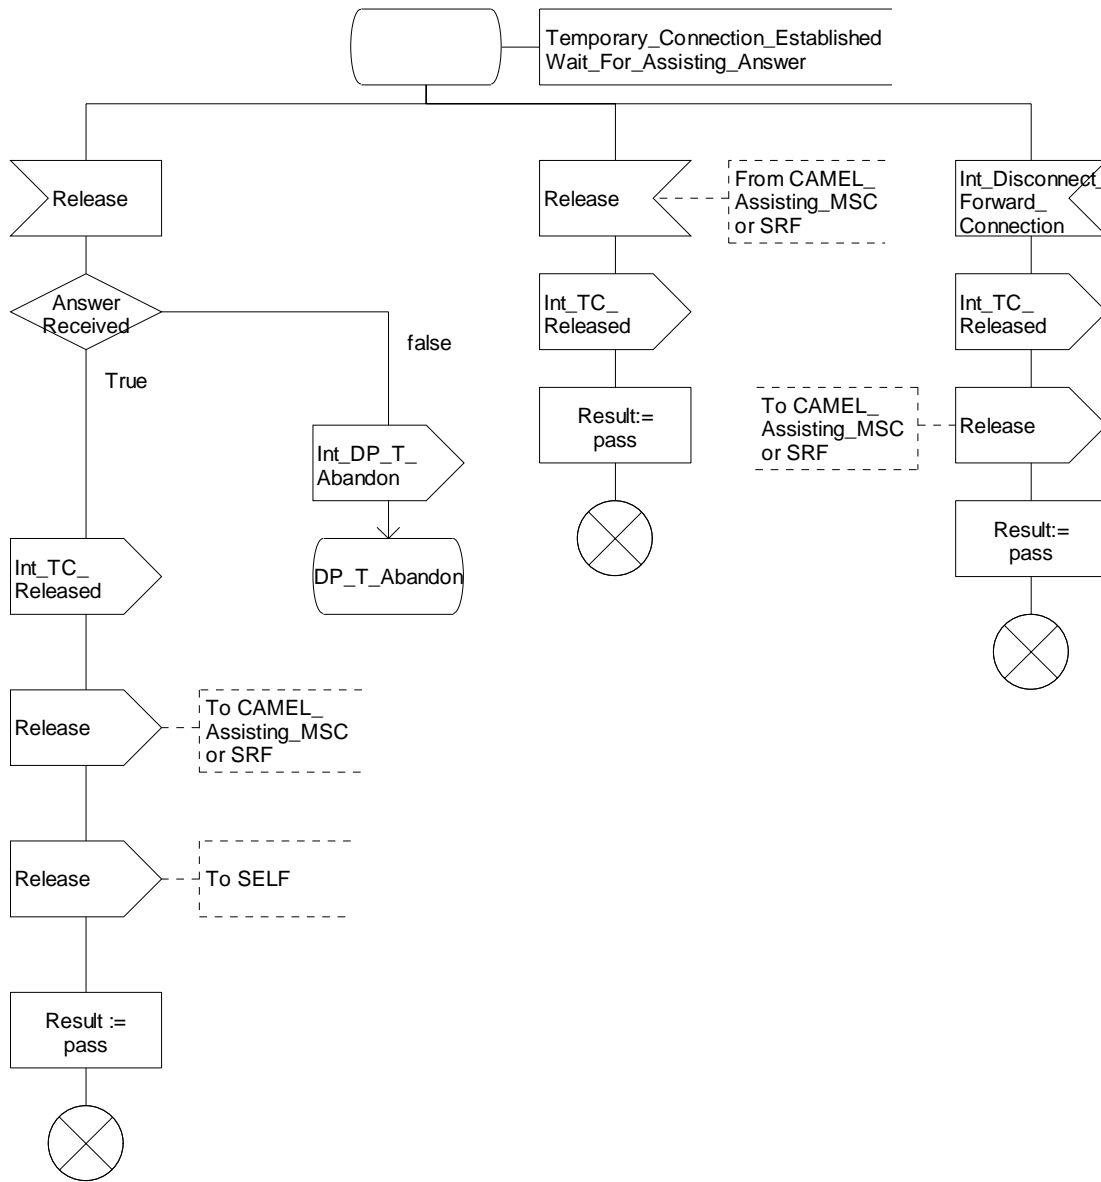 Temporary_Connection_Established
Wait_For_Assisting_Answer
Release
Release
From CAMEL_
Assisting_MSC
or SRF
Int_Disconnect_
Forward_
Connection
Answer
Received
false
True
Int_TC_
Released
Int_TC_
Released
Int_DP_T_
Abandon
Result:=
pass
To CAMEL_
Assisting_MSC
or SRF
Release
DP_T_Abandon
Result:=
pass
Int_TC_
Released
Release
To CAMEL_
Assisting_MSC
or SRF
Release
To SELF
Result :=
pass